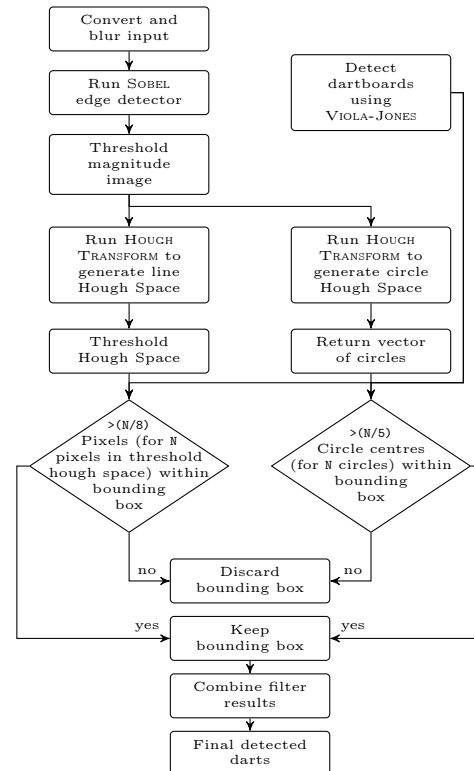 Convert and
blur input
Run SOBEL
edge detector
Detect
dartboards
using
VIOLA-JONES
Threshold
magnitude
image
Run HOUGH
TRANSFORM to
generate line
Hough Space
Run HOUGH
TRANSFORM to
generate circle
Hough Space
Threshold
Hough Space
Return vector
of circles
>(N/8)
Pixels (for N
pixels in threshold
hough space) within
bounding
box
>(N/5)
Circle centres
(for N circles) within
bounding
box
no
Discard
bounding box
no
yes
Keep
bounding box
yes
Combine filter
results
Final detected
darts